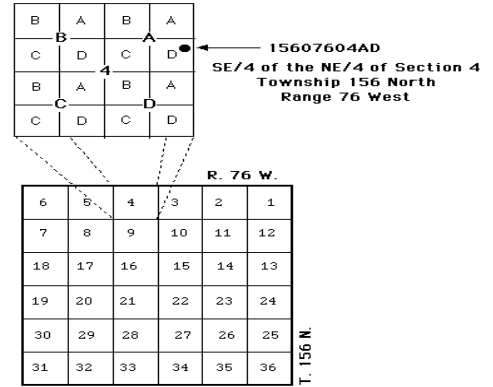 B A B A
B A
C D C D 15607604AD
4
SE/4 of the NE/4 of Section 4
B A B A
Township 156 North
C D
Range 76 West
C D C D
R. 76 W.
6 5 4 3 2 1
7 8 9 10 11 12
18 17 16 15 14 13
19 20 21 22 23 24
30 29 28 27 26 25
31 32 33 34 35 36
T. 156 N.